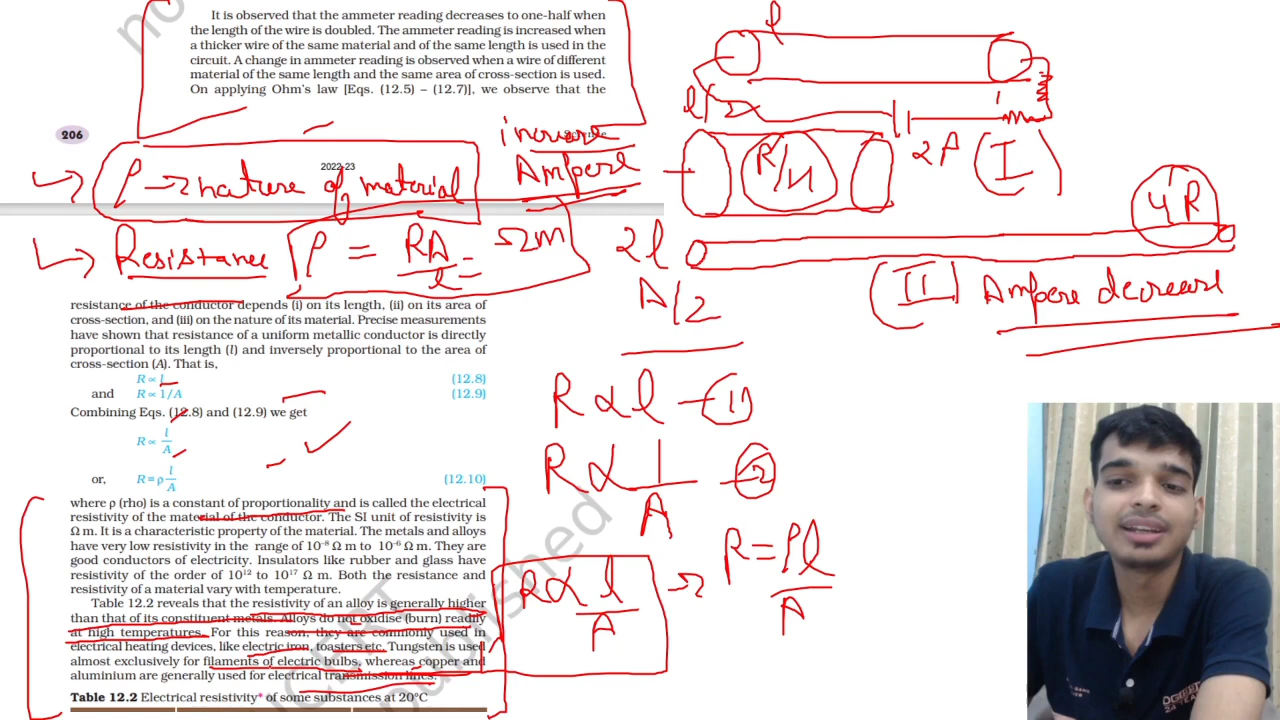 It is observed that the ammeter reading decreases to one-half when
the length of the wire is doubled. The ammeter reading is increased when
a thicker wire of the same material and of the same length is used in the
circuit. A change in ammeter reading is observed when a wire of different
material of the same length and the same area of cross-section is used.
On applying Ohm's law [Eqs. (12.5) – (12.7)], we observe that the
206
2022-23
increase
Ampere
ρ → nature of material
Resistance ρ = RA/l = Ωm
l
R/4
2A (I)
2l
A/2
4R
(II) Ampere decrease
resistance of the conductor depends (i) on its length, (ii) on its area of
cross-section, and (iii) on the nature of its material. Precise measurements
have shown that resistance of a uniform metallic conductor is directly
proportional to its length (l) and inversely proportional to the area of
cross-section (A). That is,
R ∝ l (12.8)
and R ∝ 1/A (12.9)
Combining Eqs. (12.8) and (12.9) we get
R ∝ l/A
or, R = ρ l/A (12.10)
where ρ (rho) is a constant of proportionality and is called the electrical
resistivity of the material of the conductor. The SI unit of resistivity is
Ω m. It is a characteristic property of the material. The metals and alloys
have very low resistivity in the range of 10⁻⁸ Ω m to 10⁻⁶ Ω m. They are
good conductors of electricity. Insulators like rubber and glass have
resistivity of the order of 10¹² to 10¹⁷ Ω m. Both the resistance and
resistivity of a material vary with temperature.
Table 12.2 reveals that the resistivity of an alloy is generally higher
than that of its constituent metals. Alloys do not oxidise (burn) readily
at high temperatures. For this reason, they are commonly used in
electrical heating devices, like electric iron, toasters etc. Tungsten is used
almost exclusively for filaments of electric bulbs, whereas copper and
aluminium are generally used for electrical transmission lines.
Table 12.2 Electrical resistivity* of some substances at 20°C
R ∝ l – (1)
R ∝ 1/A – (2)
R ∝ l/A
R = ρl/A